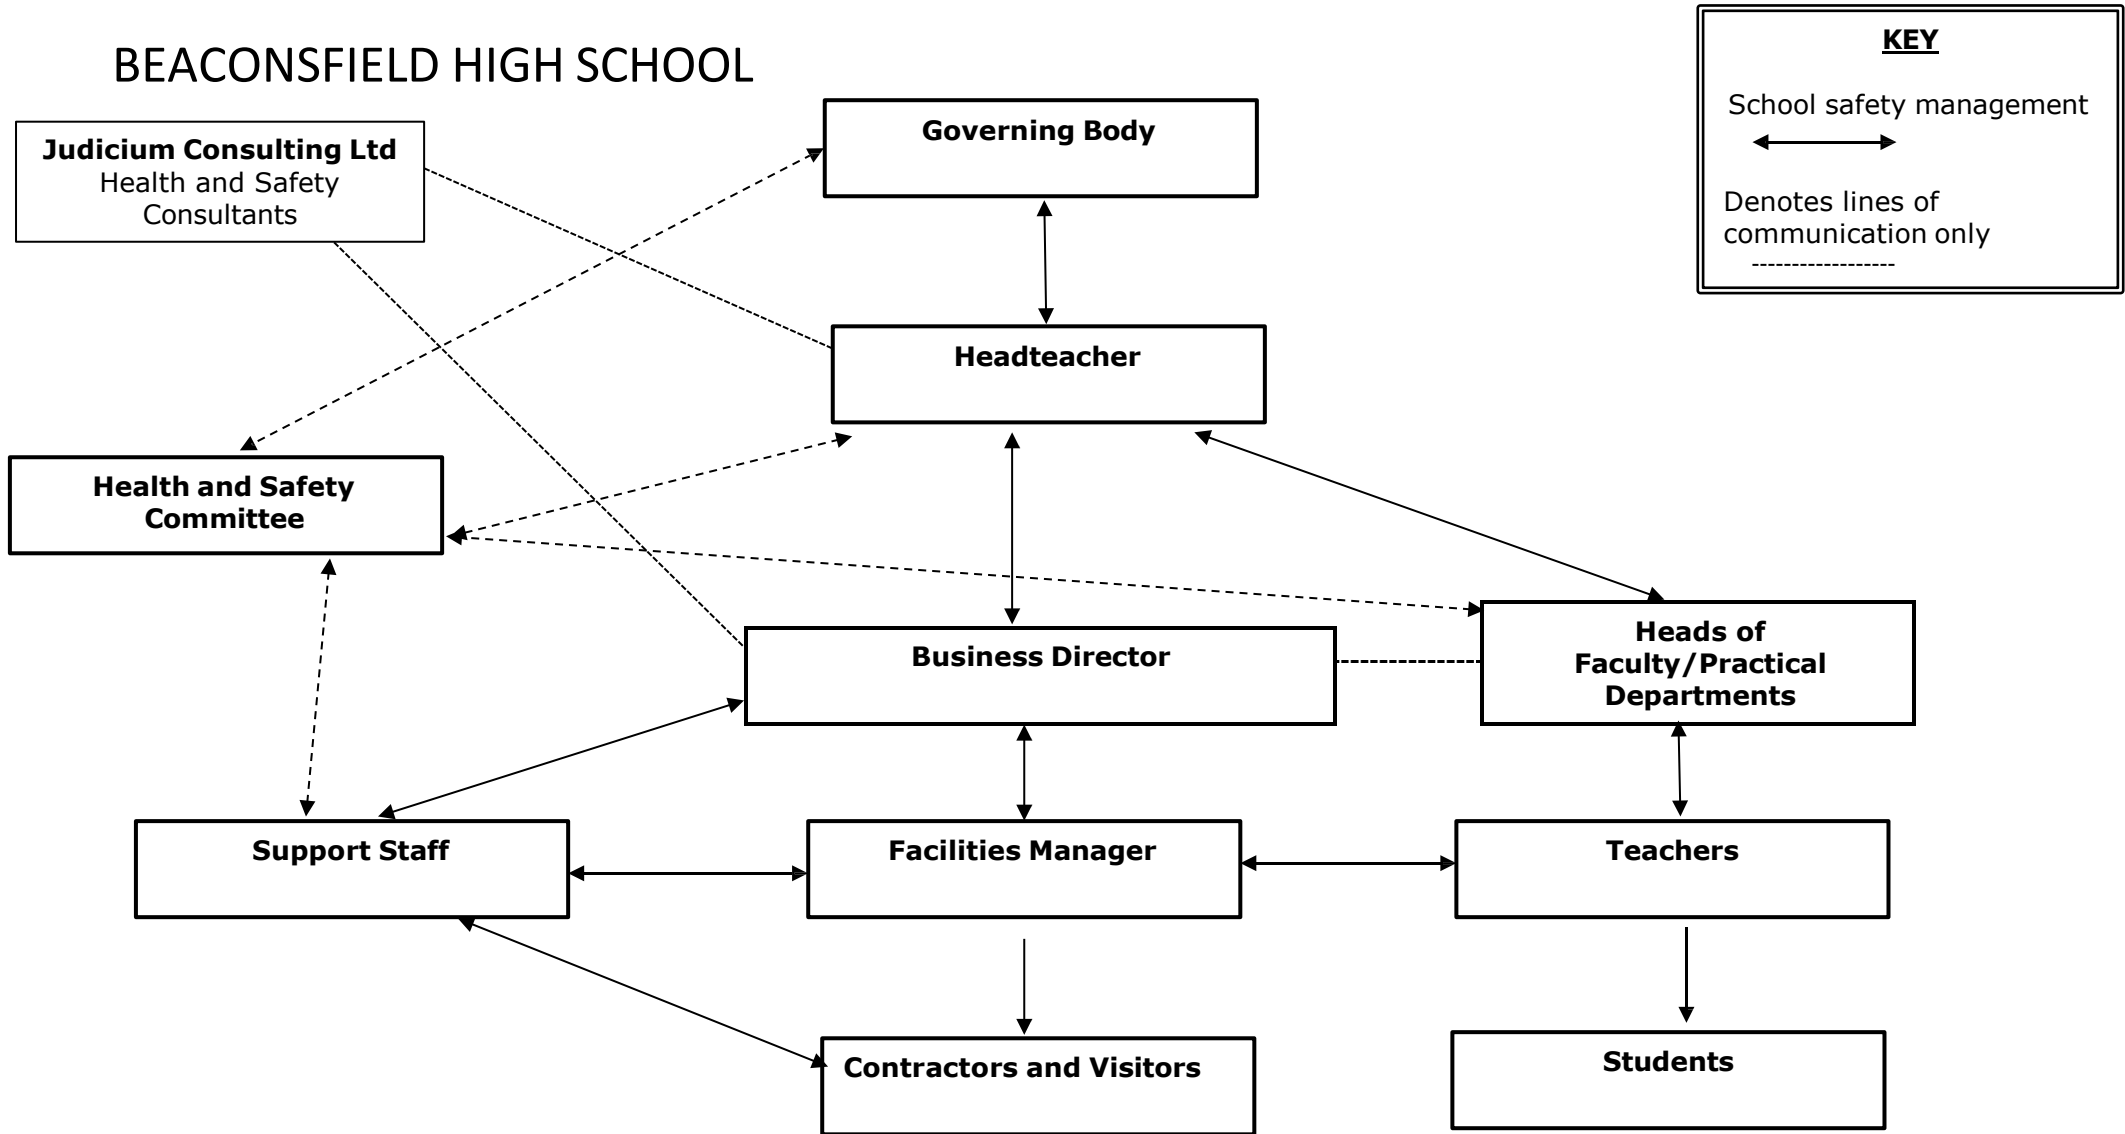 BEACONSFIELD HIGH SCHOOL
KEY
School safety management
Denotes lines of
communication only
Judicium Consulting Ltd
Health and Safety
Consultants
Governing Body
Headteacher
Health and Safety
Committee
Business Director
Heads of
Faculty/Practical
Departments
Support Staff
Facilities Manager
Teachers
Contractors and Visitors
Students